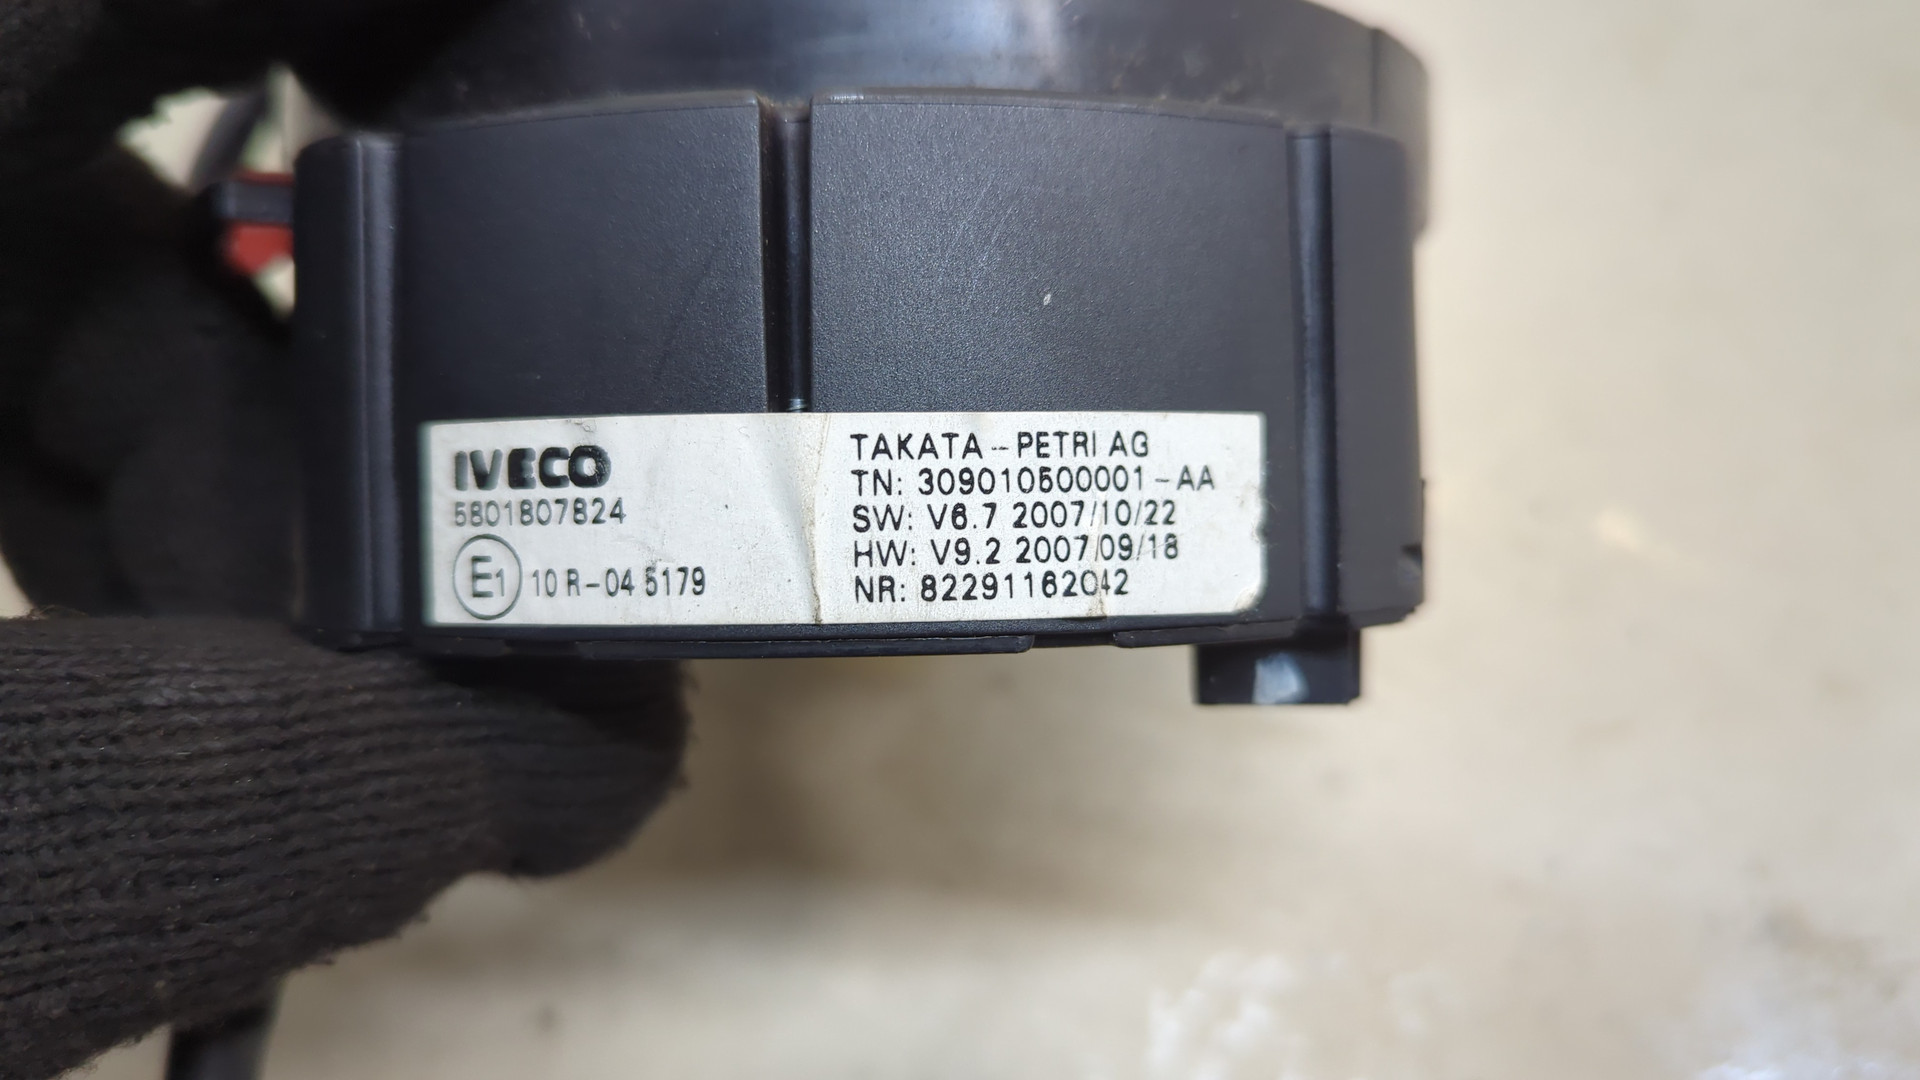 IVECO
5801807824
E1 10 R-04 5179
TAKATA-PETRI AG
TN: 309010500001-AA
SW: V6.7 2007/10/22
HW: V9.2 2007/09/18
NR: 82291162042